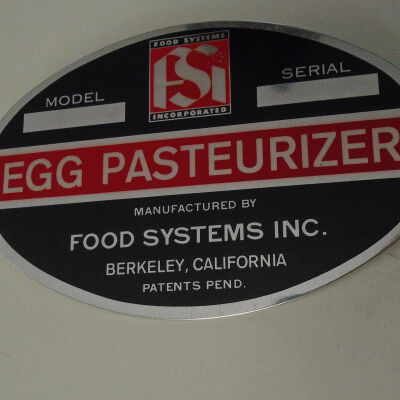 FOOD SYSTEMS
FSI
INCORPORATED
MODEL
SERIAL
EGG PASTEURIZER
MANUFACTURED BY
FOOD SYSTEMS INC.
BERKELEY, CALIFORNIA
PATENTS PEND.